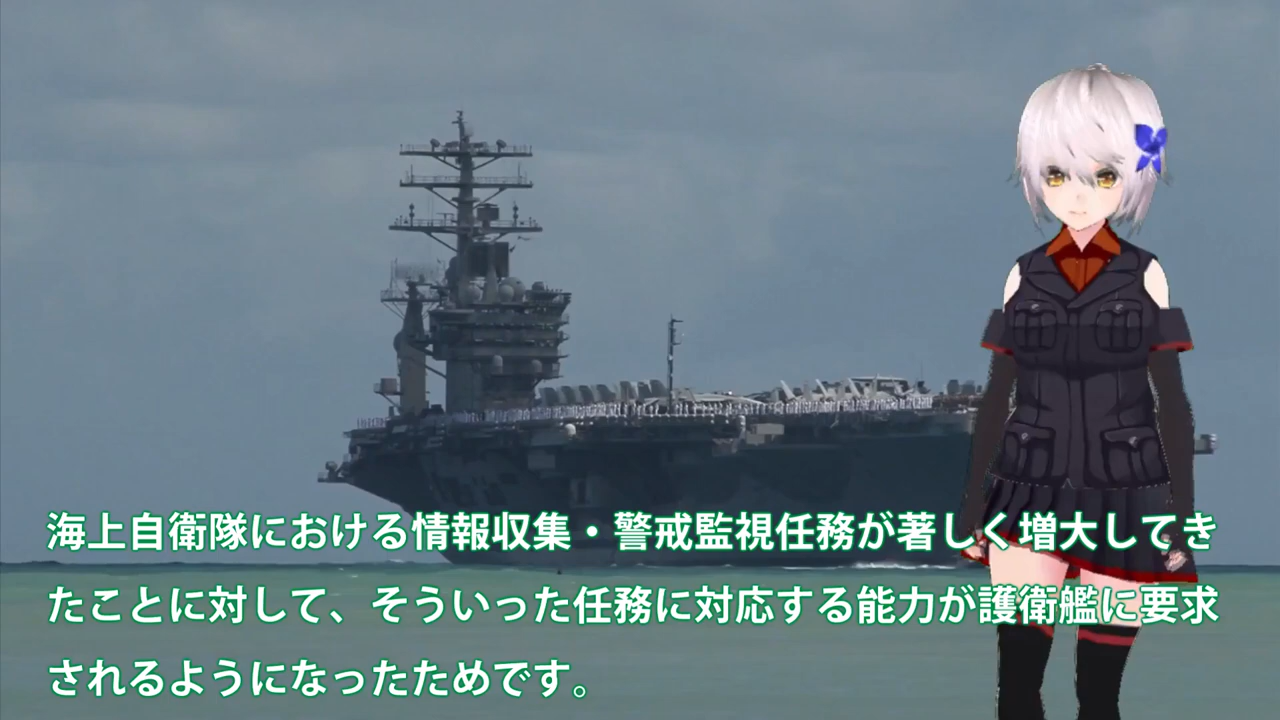 海上自衛隊における情報収集・警戒監視任務が著しく増大してき
たことに対して、そういった任務に対応する能力が護衛艦に要求
されるようになったためです。